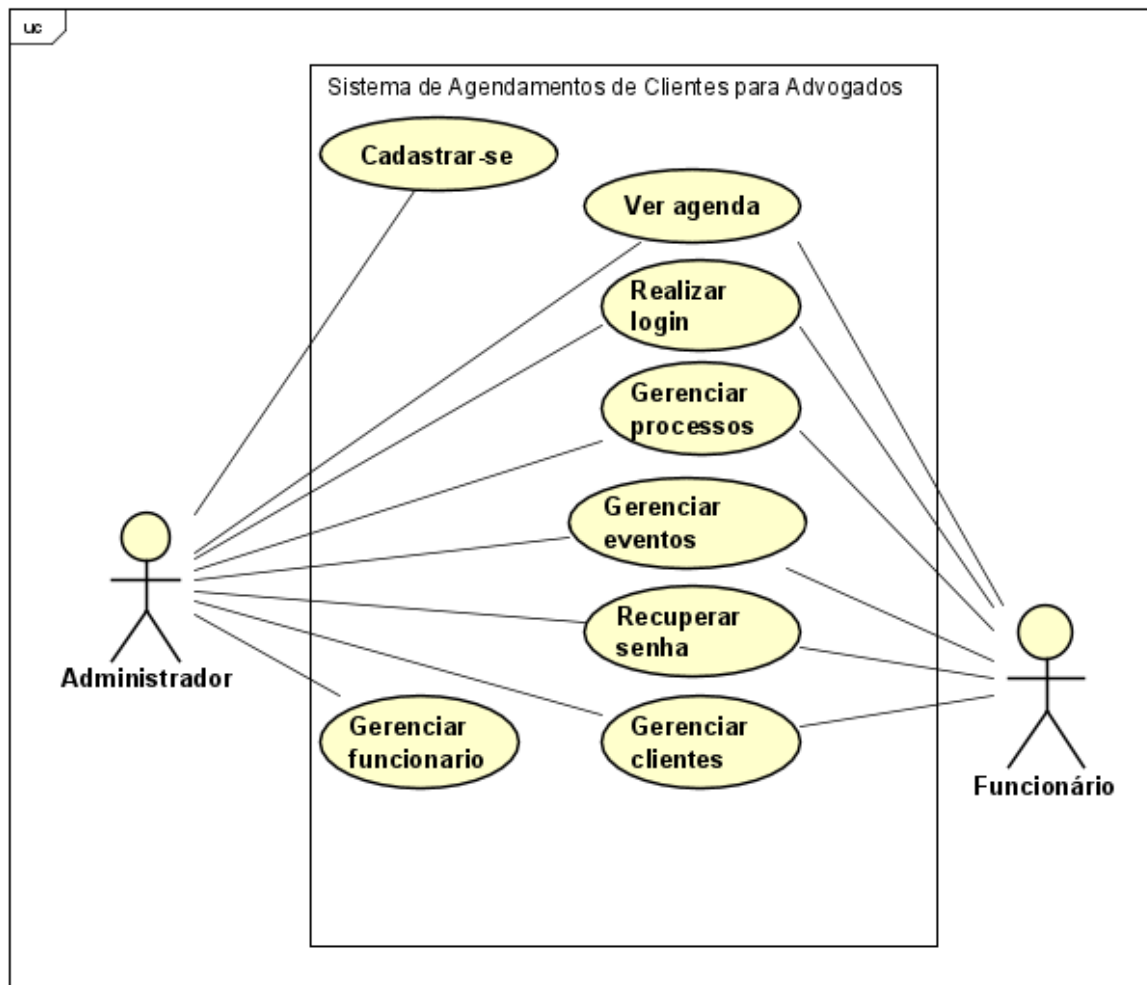 uc
Sistema de Agendamentos de Clientes para Advogados
Cadastrar-se
Ver agenda
Realizar
login
Gerenciar
processos
Gerenciar
eventos
Recuperar
senha
Administrador
Gerenciar
funcionario
Gerenciar
clientes
Funcionário